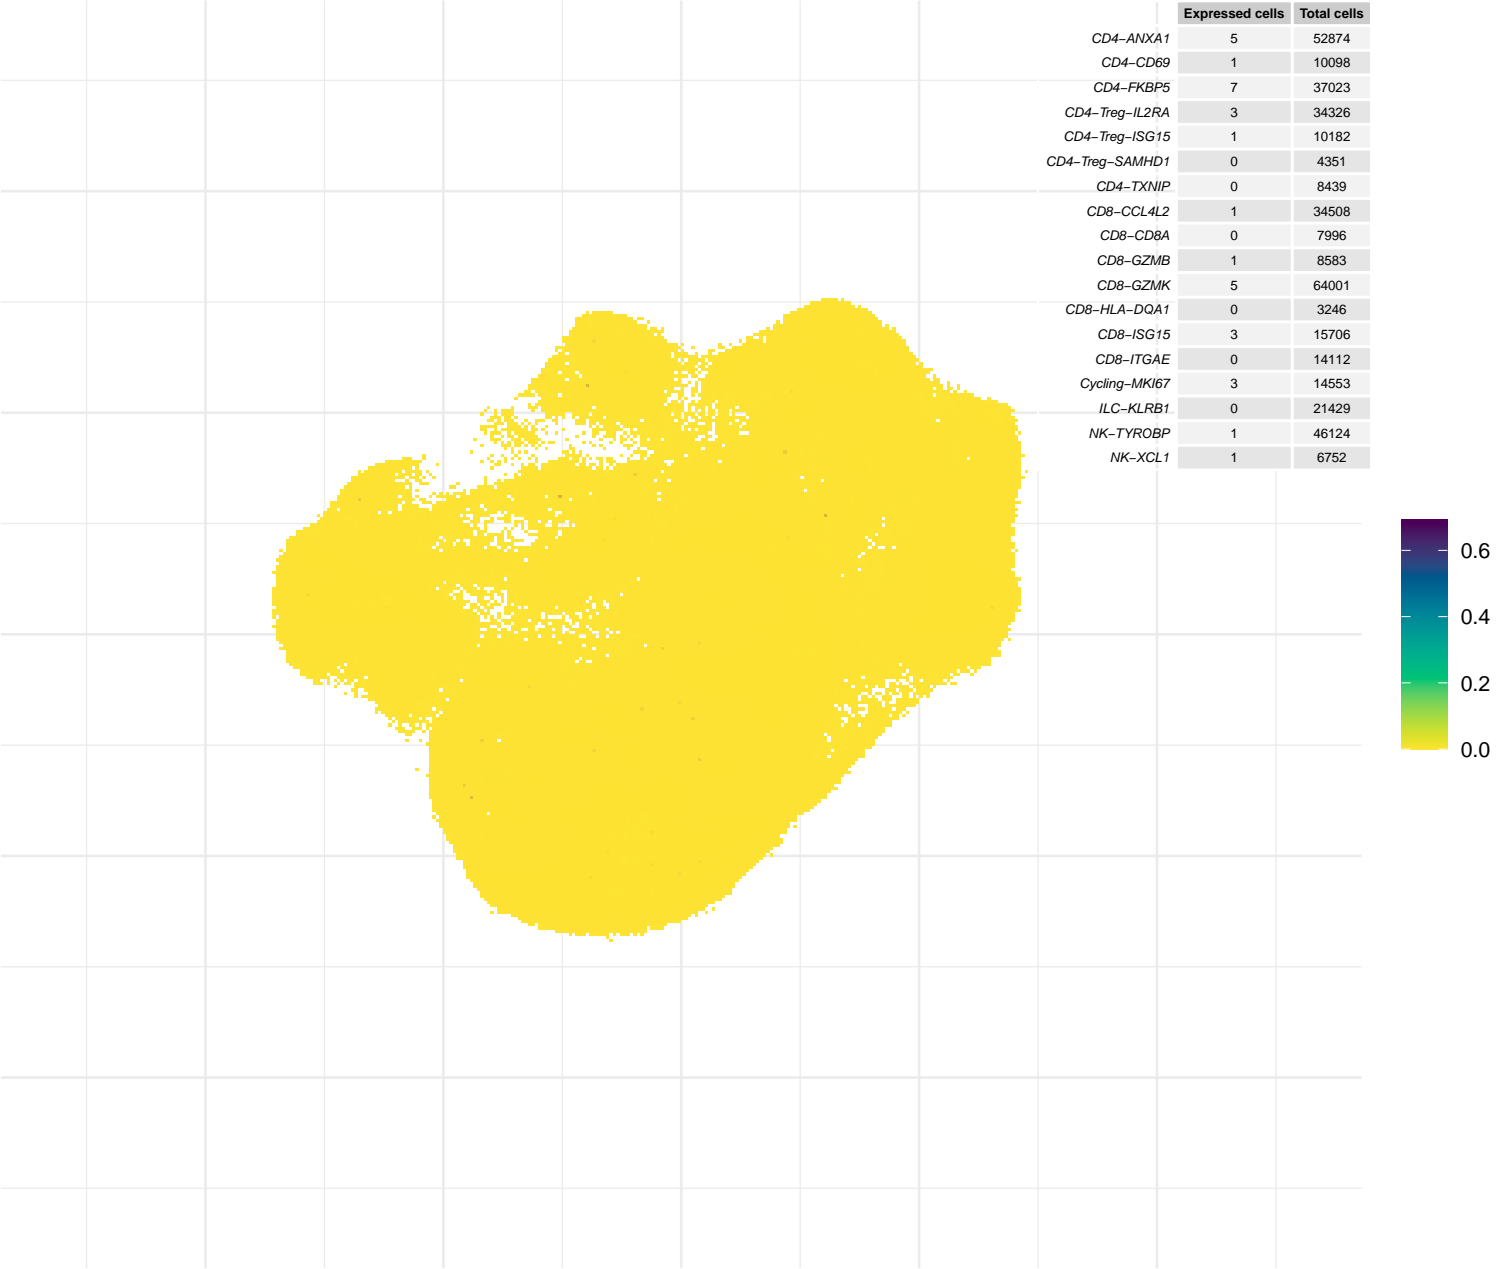 Expressed cells Total cells
CD4−ANXA1 5 52874
CD4−CD69 1 10098
CD4−FKBP5 7 37023
CD4−Treg−IL2RA 3 34326
CD4−Treg−ISG15 1 10182
CD4−Treg−SAMHD1 0 4351
CD4−TXNIP 0 8439
CD8−CCL4L2 1 34508
CD8−CD8A 0 7996
CD8−GZMB 1 8583
CD8−GZMK 5 64001
CD8−HLA−DQA1 0 3246
CD8−ISG15 3 15706
CD8−ITGAE 0 14112
Cycling−MKI67 3 14553
ILC−KLRB1 0 21429
NK−TYROBP 1 46124
NK−XCL1 1 6752
0.6
0.4
0.2
0.0